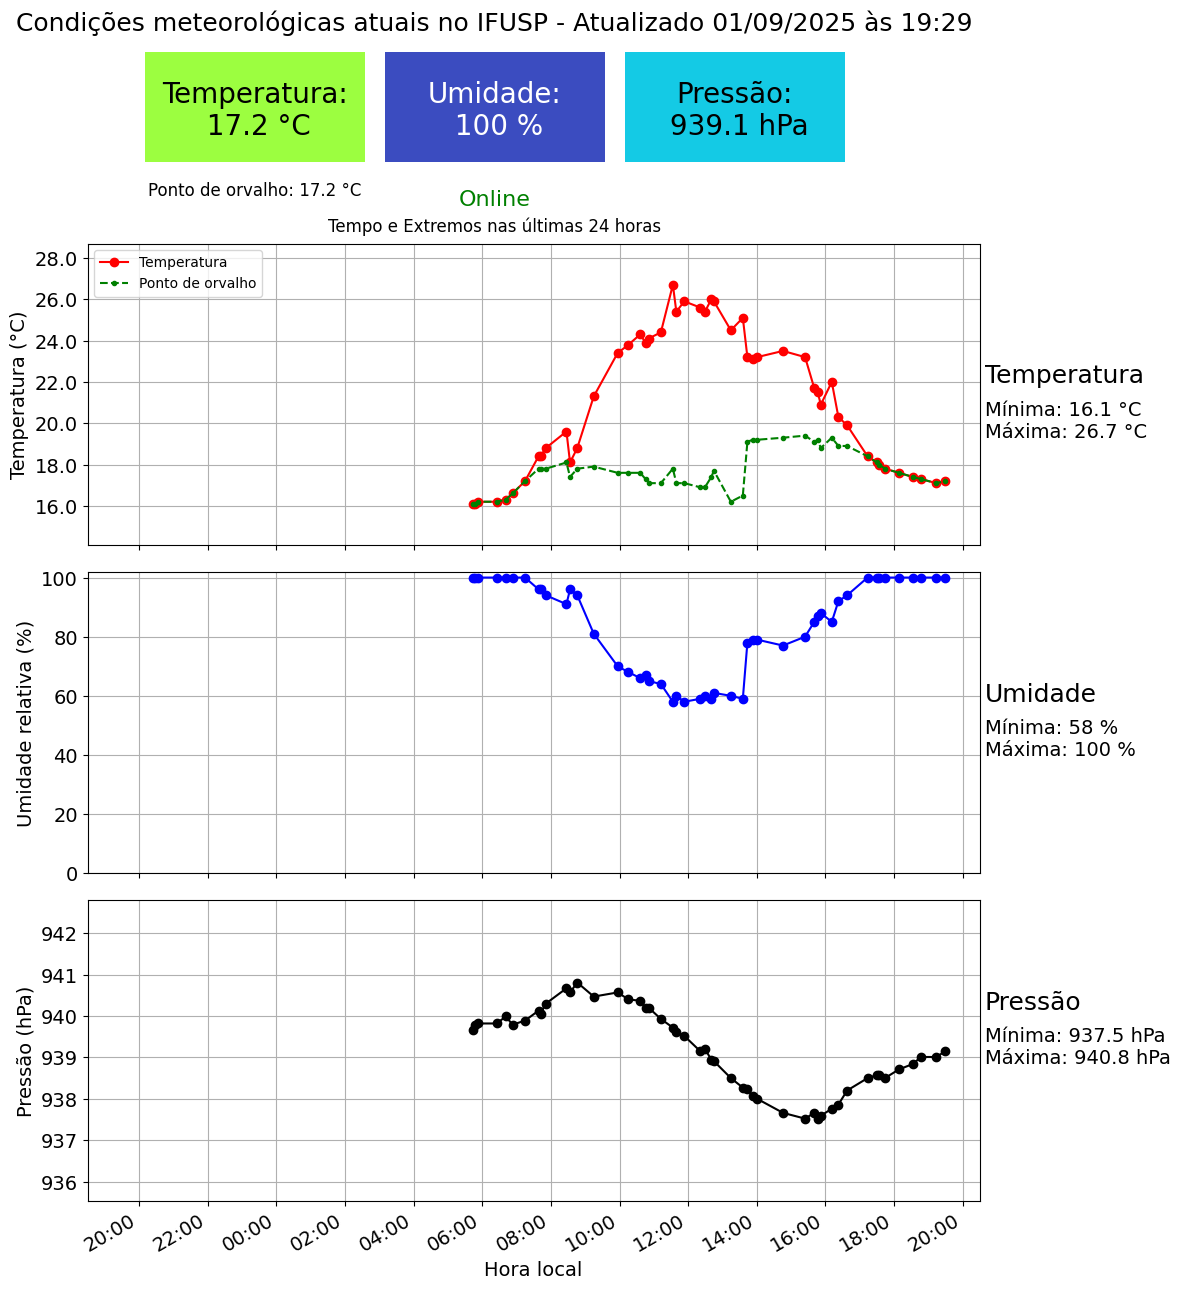 Condições meteorológicas atuais no IFUSP - Atualizado 01/09/2025 às 19:29
Temperatura:
17.2 °C
Umidade:
100 %
Pressão:
939.1 hPa
Ponto de orvalho: 17.2 °C
Online
Tempo e Extremos nas últimas 24 horas
Temperatura
Ponto de orvalho
Temperatura (°C)
28.0
26.0
24.0
22.0
20.0
18.0
16.0
Temperatura
Mínima: 16.1 °C
Máxima: 26.7 °C
Umidade relativa (%)
100
80
60
40
20
0
Umidade
Mínima: 58 %
Máxima: 100 %
Pressão (hPa)
942
941
940
939
938
937
936
Pressão
Mínima: 937.5 hPa
Máxima: 940.8 hPa
20:00
22:00
00:00
02:00
04:00
06:00
08:00
10:00
12:00
14:00
16:00
18:00
20:00
Hora local